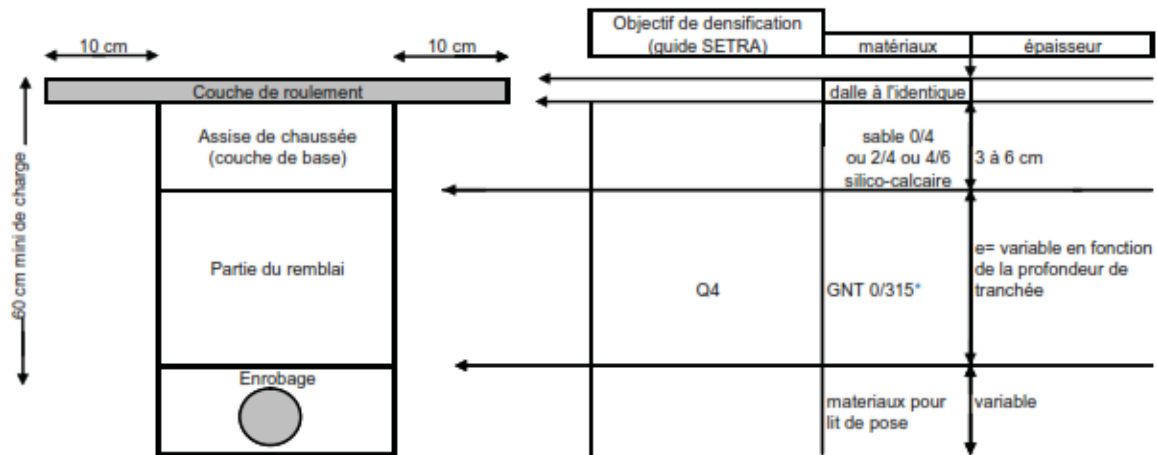 10 cm
10 cm
Objectif de densification
(guide SETRA)
matériaux
épaisseur
Couche de roulement
dalle à l'identique
Assise de chaussée
(couche de base)
sable 0/4
ou 2/4 ou 4/6
silico-calcaire
3 à 6 cm
60 cm mini de charge
Partie du remblai
Q4
GNT 0/315*
e= variable en fonction
de la profondeur de
tranchée
Enrobage
materiaux pour
lit de pose
variable